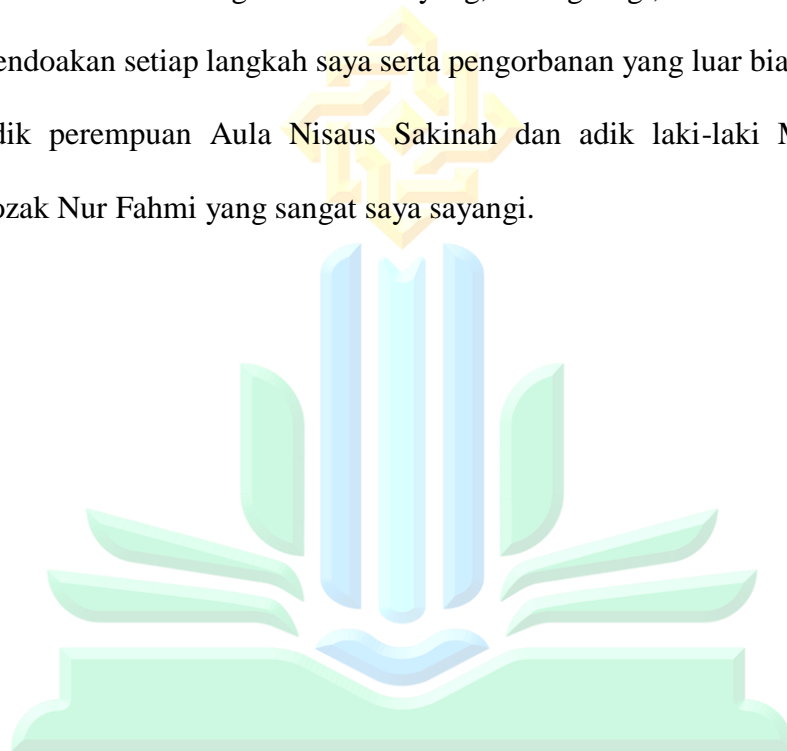 endoakan setiap langkah saya serta pengorbanan yang luar bia
dik perempuan Aula Nisaus Sakinah dan adik laki-laki M
ozak Nur Fahmi yang sangat saya sayangi.